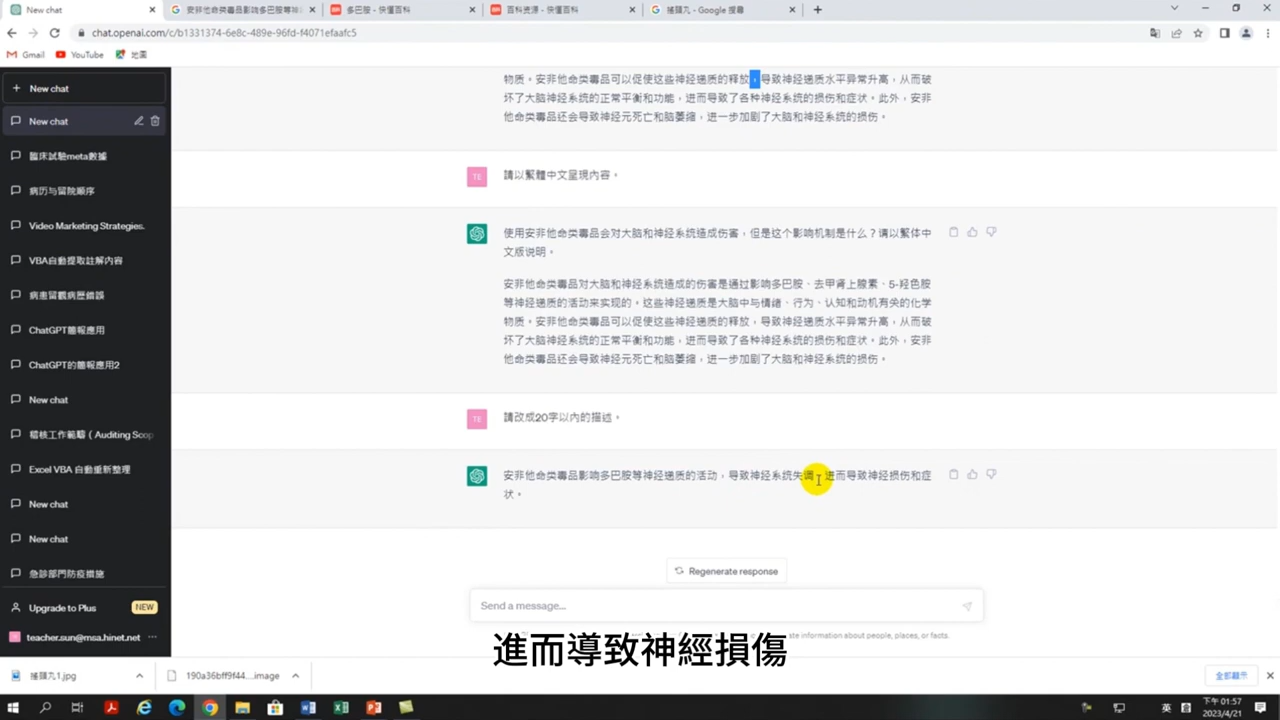 New chat
安非他命类毒品影响多巴胺等神
多巴胺 - 快懂百科
百科资源 - 快懂百科
搖頭丸 - Google 搜尋
chat.openai.com/c/b1331374-6e8c-489e-96fd-f4071efaafc5
Gmail
YouTube
地圖
New chat
New chat
臨床試驗meta數據
病历与留院顺序
Video Marketing Strategies.
VBA自動提取註解內容
病患留觀病歷錯誤
ChatGPT簡報應用
ChatGPT的簡報應用2
New chat
稽核工作範疇 (Auditing Scop
Excel VBA 自動重新整理
New chat
New chat
急診部門防疫措施
Upgrade to Plus
NEW
teacher.sun@msa.hinet.net
物质。安非他命类毒品可以促使这些神经递质的释放，导致神经递质水平异常升高，从而破
坏了大脑神经系统的正常平衡和功能，进而导致了各种神经系统的损伤和症状。此外，安非
他命类毒品还会导致神经元死亡和脑萎缩，进一步加剧了大脑和神经系统的损伤。
TE
請以繁體中文呈現內容。
使用安非他命类毒品会对大脑和神经系统造成伤害，但是这个影响机制是什么？请以繁体中
文版说明。
安非他命类毒品对大脑和神经系统造成的伤害是通过影响多巴胺、去甲肾上腺素、5-羟色胺
等神经递质的活动来实现的。这些神经递质是大脑中与情绪、行为、认知和动机有关的化学
物质。安非他命类毒品可以促使这些神经递质的释放，导致神经递质水平异常升高，从而破
坏了大脑神经系统的正常平衡和功能，进而导致了各种神经系统的损伤和症状。此外，安非
他命类毒品还会导致神经元死亡和脑萎缩，进一步加剧了大脑和神经系统的损伤。
TE
請改成20字以內的描述。
安非他命类毒品影响多巴胺等神经递质的活动，导致神经系统失调，进而导致神经损伤和症
状。
Regenerate response
Send a message...
information about people, places, or facts.
進而導致神經損傷
搖頭丸1.jpg
190a36bff9f44....image
全部顯示
英
下午 01:57
2023/4/21